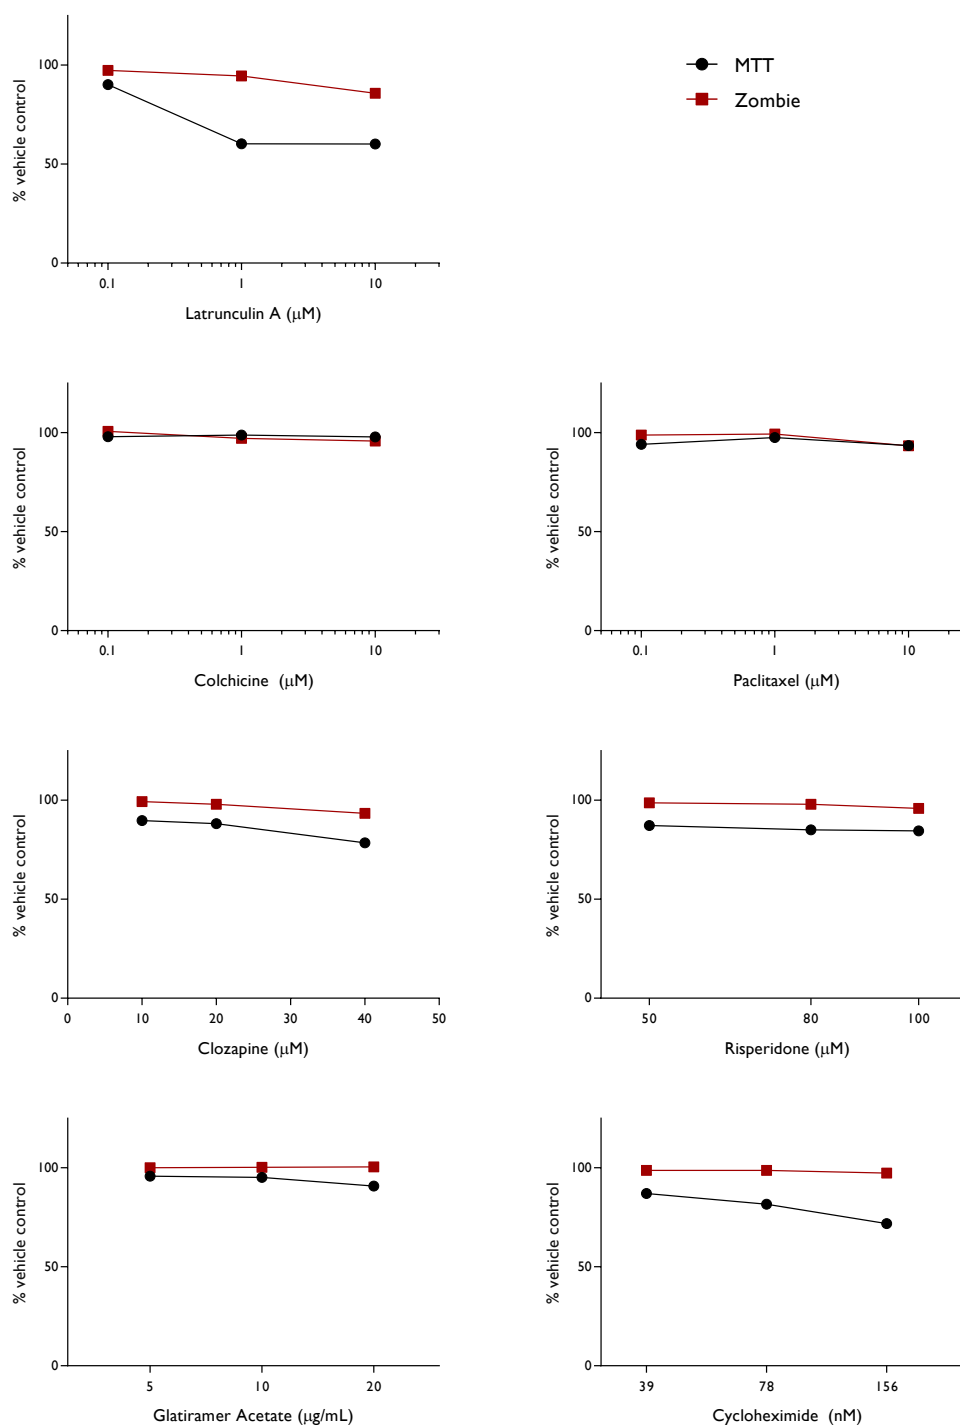 % vehicle control
100
50
0
0.1 1 10
Latrunculin A (μM)
MTT
Zombie
% vehicle control
100
50
0
0.1 1 10
Colchicine (μM)
% vehicle control
100
50
0
0.1 1 10
Paclitaxel (μM)
% vehicle control
100
50
0
0 10 20 30 40 50
Clozapine (μM)
% vehicle control
100
50
0
50 80 100
Risperidone (μM)
% vehicle control
100
50
0
5 10 20
Glatiramer Acetate (μg/mL)
% vehicle control
100
50
0
39 78 156
Cycloheximide (nM)